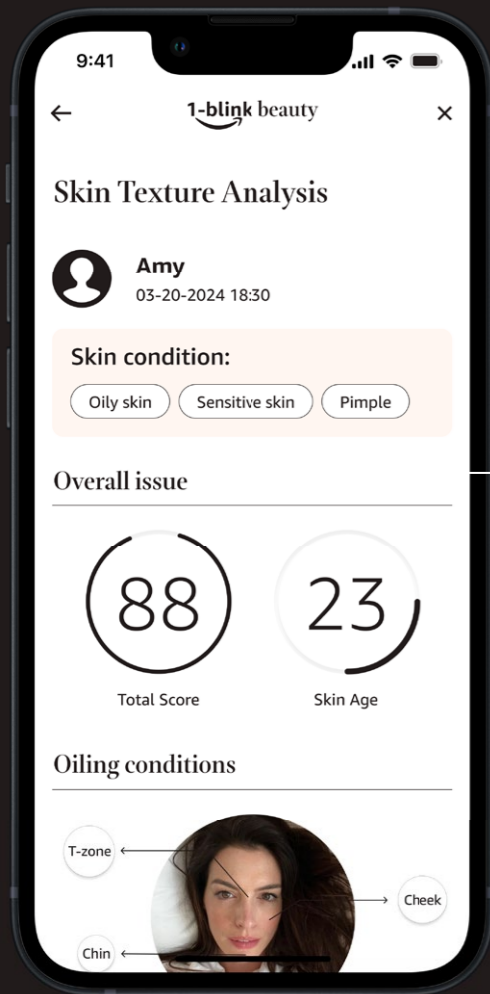 9:41
1-blink beauty
Skin Texture Analysis
Amy
03-20-2024 18:30
Skin condition:
Oily skin Sensitive skin Pimple
Overall issue
88 23
Total Score Skin Age
Oiling conditions
T-zone
Cheek
Chin